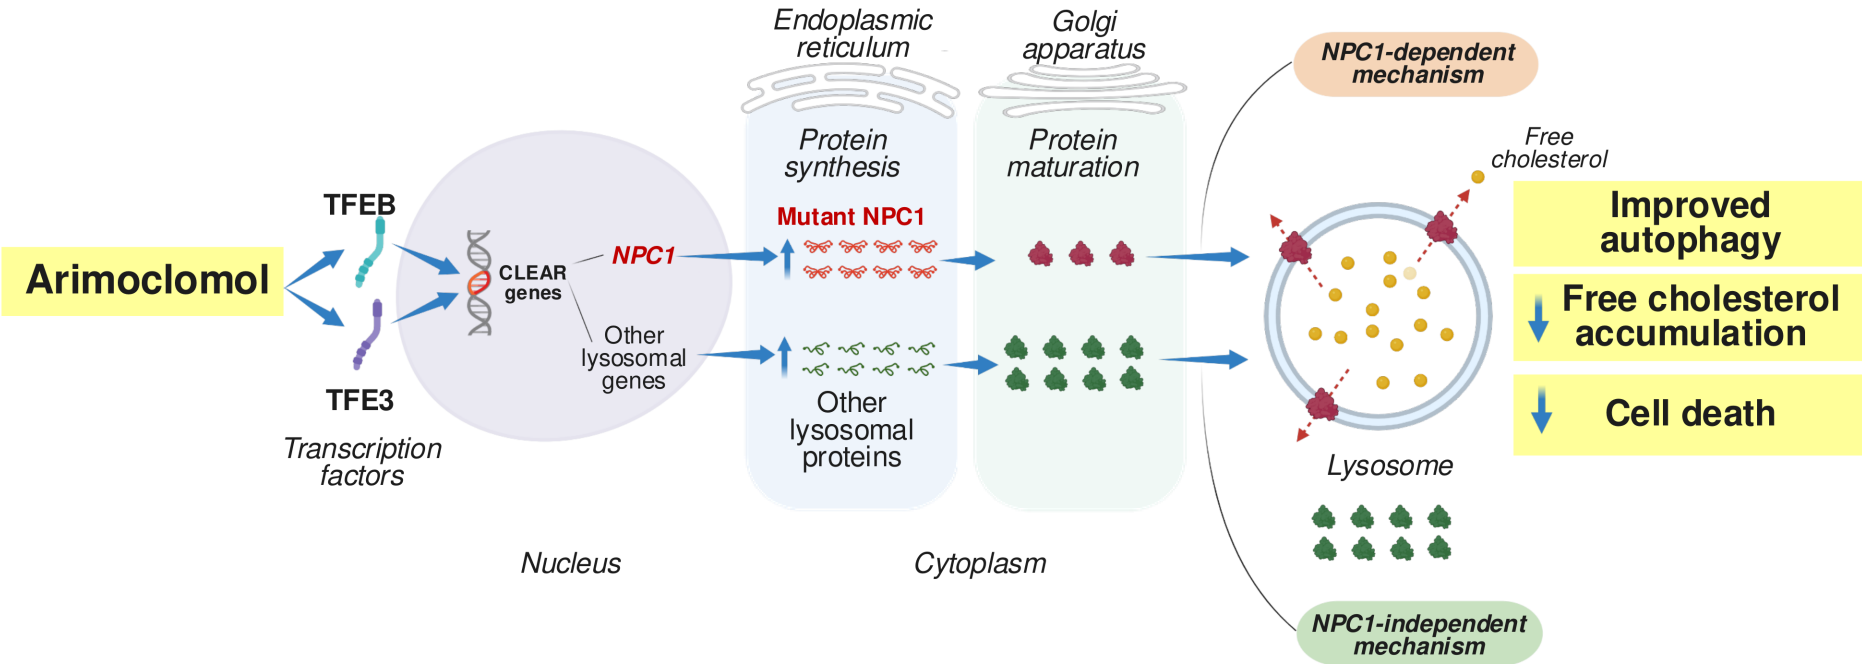 Arimoclomol
TFEB
TFE3
Transcription
factors
CLEAR
genes
NPC1
Other
lysosomal
genes
Nucleus
Endoplasmic
reticulum
Protein
synthesis
Mutant NPC1
Other
lysosomal
proteins
Golgi
apparatus
Protein
maturation
Cytoplasm
NPC1-dependent
mechanism
Free
cholesterol
Lysosome
NPC1-independent
mechanism
Improved
autophagy
Free cholesterol
accumulation
Cell death